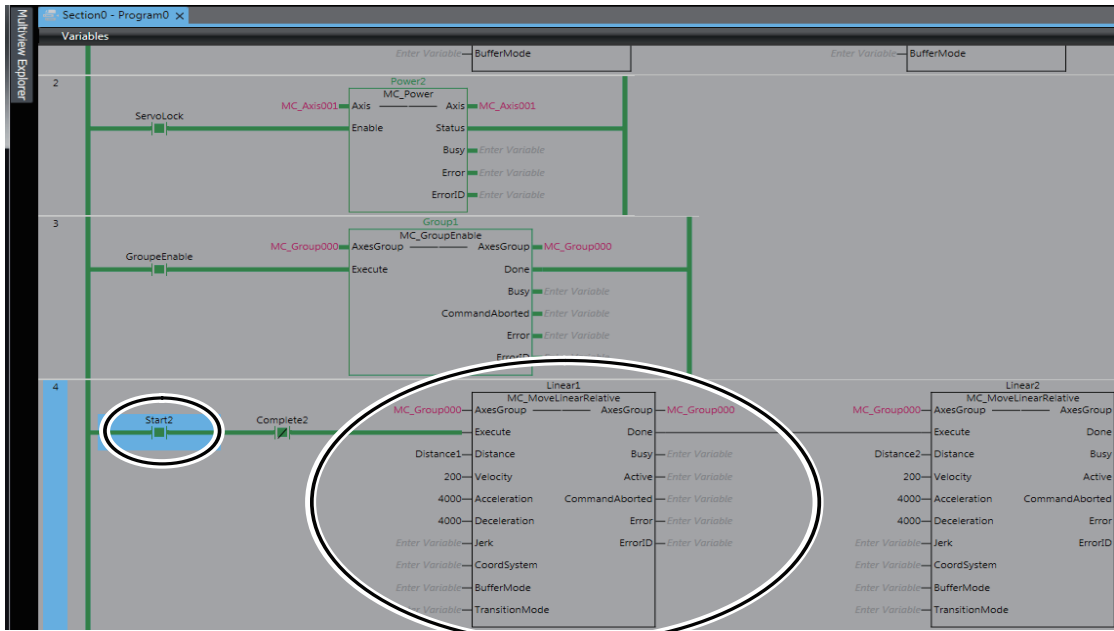 Multiview Explorer
Section0 - Program0 ×
Variables
Enter Variable BufferMode Enter Variable BufferMode
2
Power2
MC_Power
MC_Axis001 Axis Axis MC_Axis001
ServoLock
Enable Status
Busy Enter Variable
Error Enter Variable
ErrorID Enter Variable
3
Group1
MC_GroupEnable
MC_Group000 AxesGroup AxesGroup MC_Group000
GroupeEnable
Execute Done
Busy Enter Variable
CommandAborted Enter Variable
Error Enter Variable
ErrorID
4
Linear1 Linear2
MC_MoveLinearRelative MC_MoveLinearRelative
MC_Group000 AxesGroup AxesGroup MC_Group000 MC_Group000 AxesGroup AxesGroup
Start2 Complete2
Execute Done Execute Done
Distance1 Distance Busy Enter Variable Distance2 Distance Busy
200 Velocity Active Enter Variable 200 Velocity Active
4000 Acceleration CommandAborted Enter Variable 4000 Acceleration CommandAborted
4000 Deceleration Error Enter Variable 4000 Deceleration Error
Enter Variable Jerk ErrorID Enter Variable Enter Variable Jerk ErrorID
Enter Variable CoordSystem Enter Variable CoordSystem
Enter Variable BufferMode Enter Variable BufferMode
Variable TransitionMode Enter Variable TransitionMode